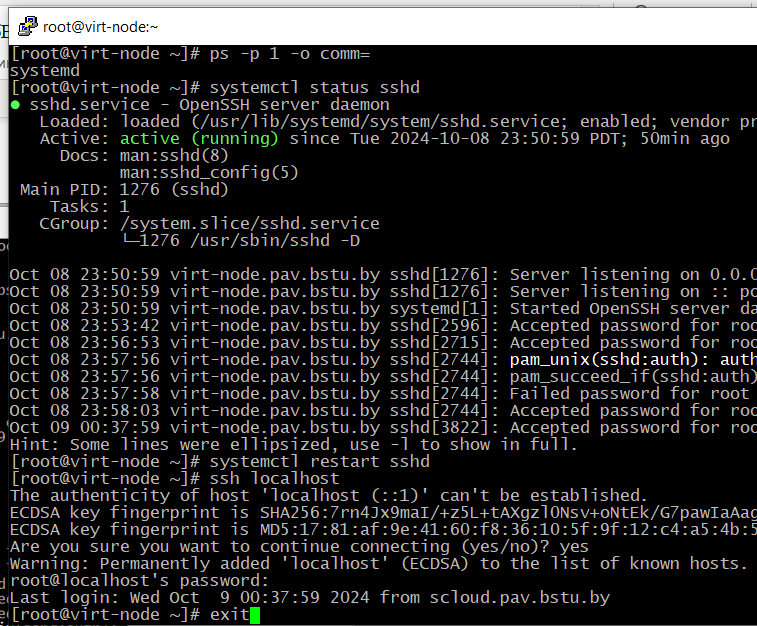 root@virt-node:~
[root@virt-node ~]# ps -p 1 -o comm=
systemd
[root@virt-node ~]# systemctl status sshd
● sshd.service - OpenSSH server daemon
Loaded: loaded (/usr/lib/systemd/system/sshd.service; enabled; vendor pr
Active: active (running) since Tue 2024-10-08 23:50:59 PDT; 50min ago
Docs: man:sshd(8)
man:sshd_config(5)
Main PID: 1276 (sshd)
Tasks: 1
CGroup: /system.slice/sshd.service
└─1276 /usr/sbin/sshd -D
Oct 08 23:50:59 virt-node.pav.bstu.by sshd[1276]: Server listening on 0.0.0
Oct 08 23:50:59 virt-node.pav.bstu.by sshd[1276]: Server listening on :: po
Oct 08 23:50:59 virt-node.pav.bstu.by systemd[1]: Started OpenSSH server da
Oct 08 23:53:42 virt-node.pav.bstu.by sshd[2596]: Accepted password for roo
Oct 08 23:56:53 virt-node.pav.bstu.by sshd[2715]: Accepted password for roo
Oct 08 23:57:56 virt-node.pav.bstu.by sshd[2744]: pam_unix(sshd:auth): auth
Oct 08 23:57:56 virt-node.pav.bstu.by sshd[2744]: pam_succeed_if(sshd:auth)
Oct 08 23:57:58 virt-node.pav.bstu.by sshd[2744]: Failed password for root
Oct 08 23:58:03 virt-node.pav.bstu.by sshd[2744]: Accepted password for roo
Oct 09 00:37:59 virt-node.pav.bstu.by sshd[3822]: Accepted password for roo
Hint: Some lines were ellipsized, use -l to show in full.
[root@virt-node ~]# systemctl restart sshd
[root@virt-node ~]# ssh localhost
The authenticity of host 'localhost (::1)' can't be established.
ECDSA key fingerprint is SHA256:7rn4Jx9maI/+z5L+tAXgzlONsv+oNtEk/G7pawIaAag
ECDSA key fingerprint is MD5:17:81:af:9e:41:60:f8:36:10:5f:9f:12:c4:a5:4b:5
Are you sure you want to continue connecting (yes/no)? yes
Warning: Permanently added 'localhost' (ECDSA) to the list of known hosts.
root@localhost's password:
Last login: Wed Oct  9 00:37:59 2024 from scloud.pav.bstu.by
[root@virt-node ~]# exit